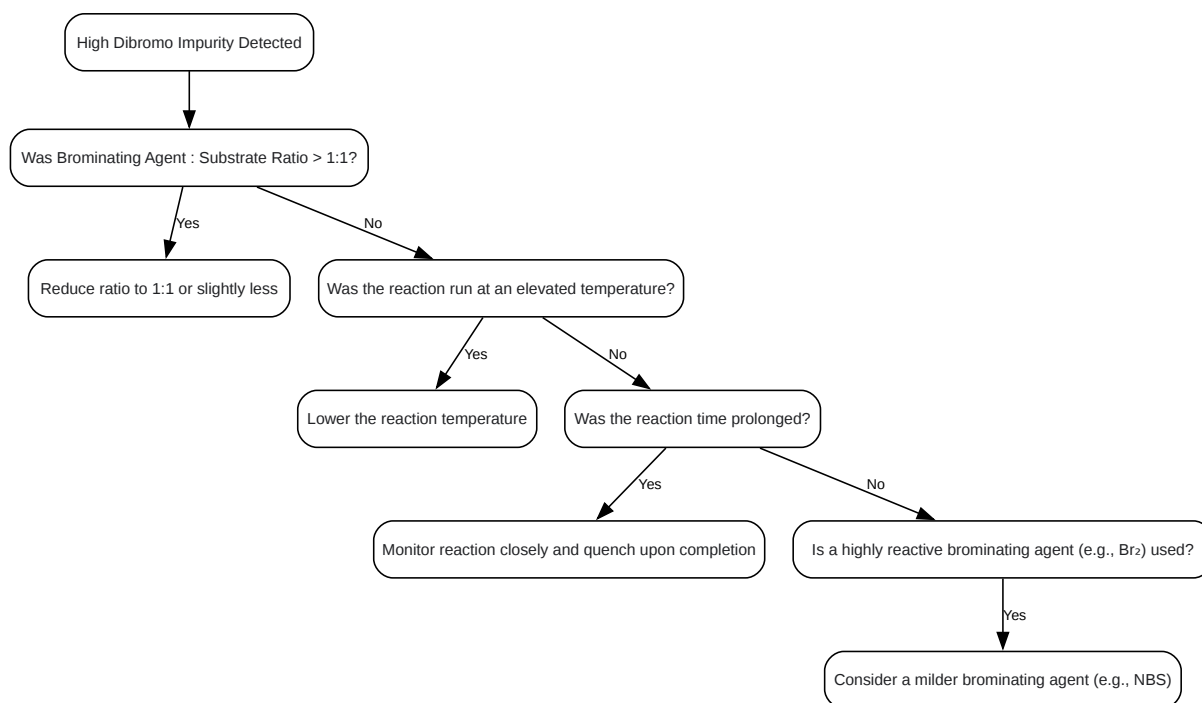 High Dibromo Impurity Detected
Was Brominating Agent : Substrate Ratio > 1:1?
Yes
No
Reduce ratio to 1:1 or slightly less
Was the reaction run at an elevated temperature?
Yes
No
Lower the reaction temperature
Was the reaction time prolonged?
Yes
No
Monitor reaction closely and quench upon completion
Is a highly reactive brominating agent (e.g., Br₂) used?
Yes
Consider a milder brominating agent (e.g., NBS)